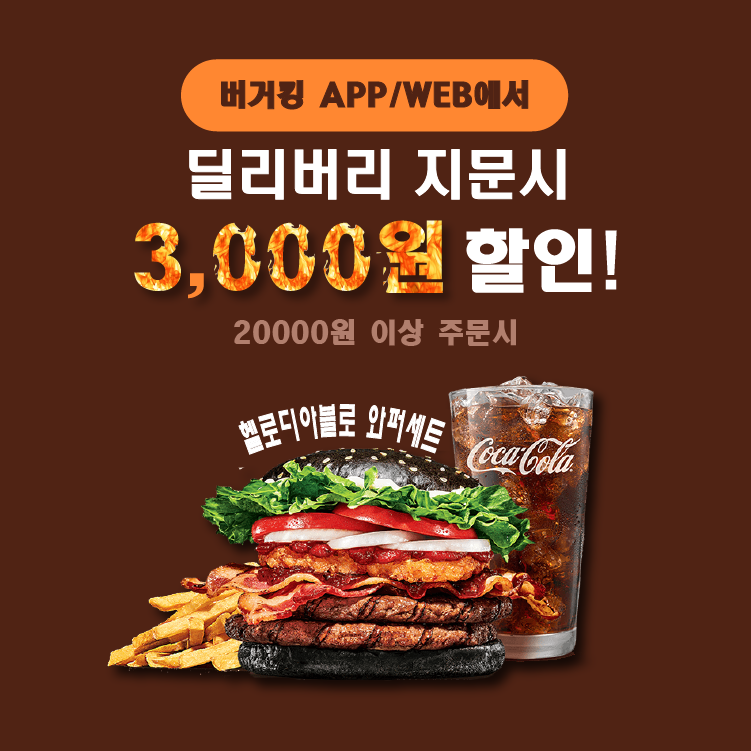 버거킹 APP/WEB에서
딜리버리 지문시
3,000원 할인!
20000원 이상 주문시
헬로디아블로 와퍼세트
Coca-Cola